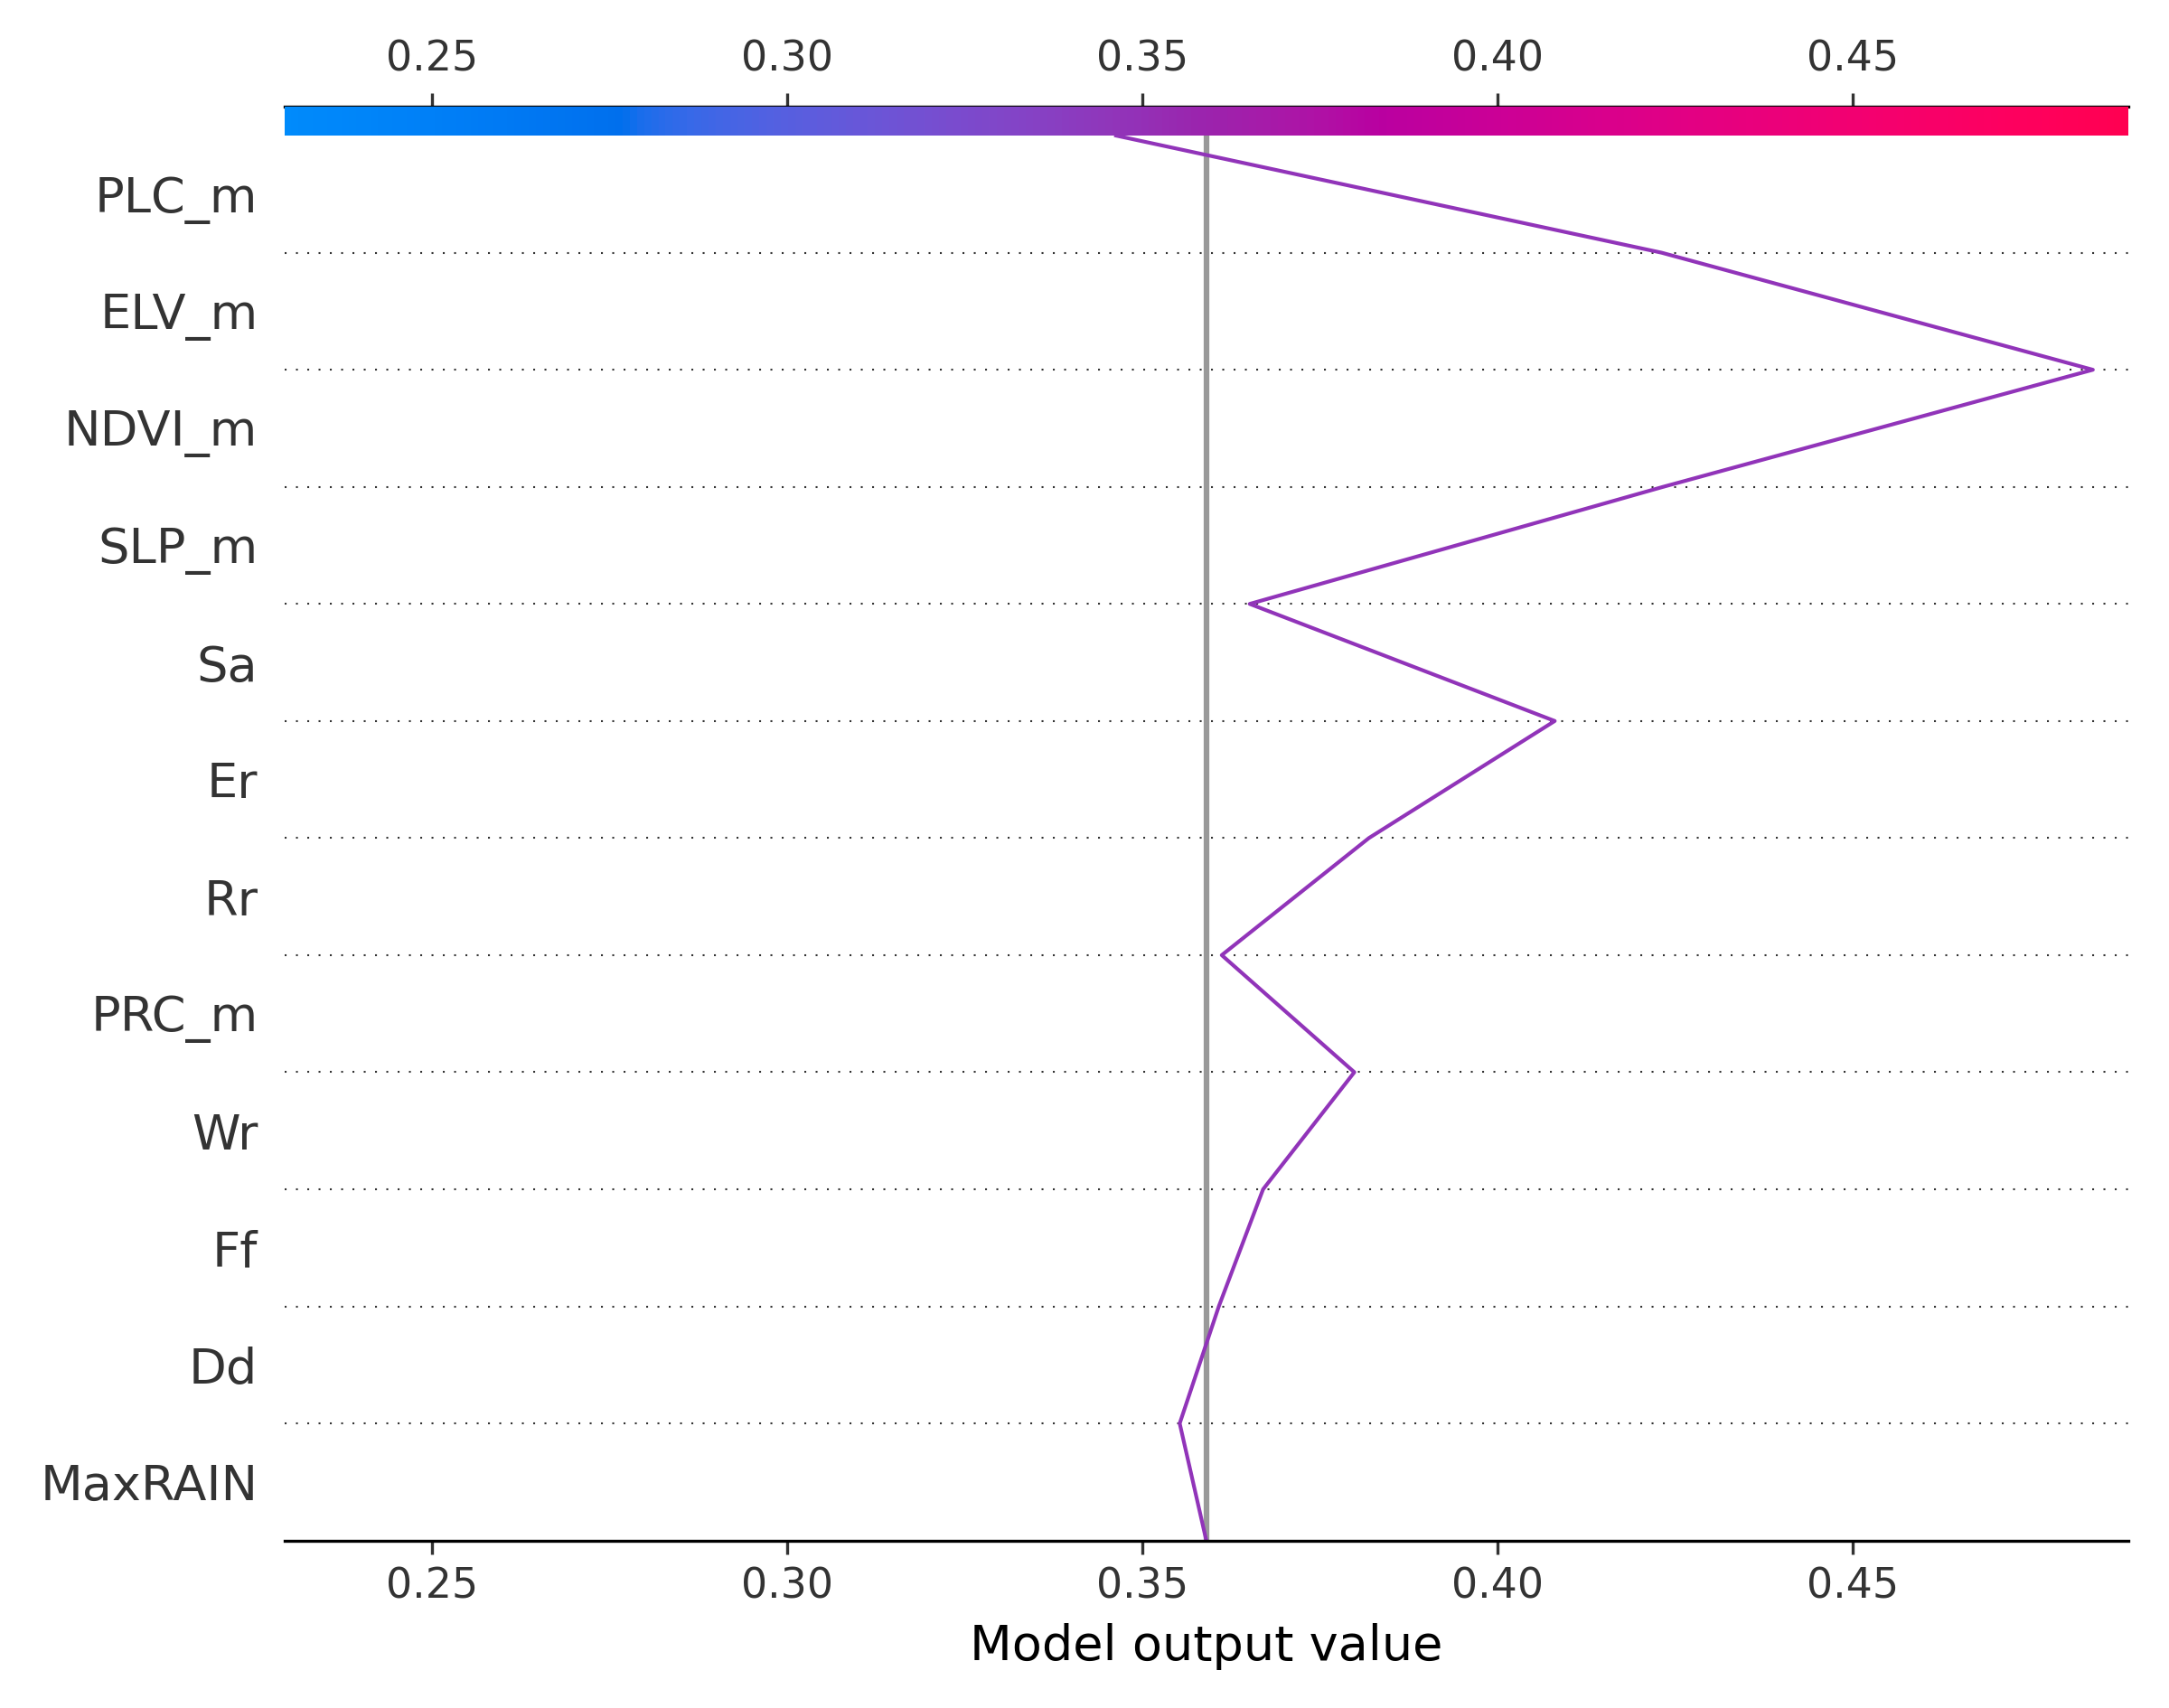 0.25 0.30 0.35 0.40 0.45
PLC_m
ELV_m
NDVI_m
SLP_m
Sa
Er
Rr
PRC_m
Wr
Ff
Dd
MaxRAIN
0.25 0.30 0.35 0.40 0.45
Model output value